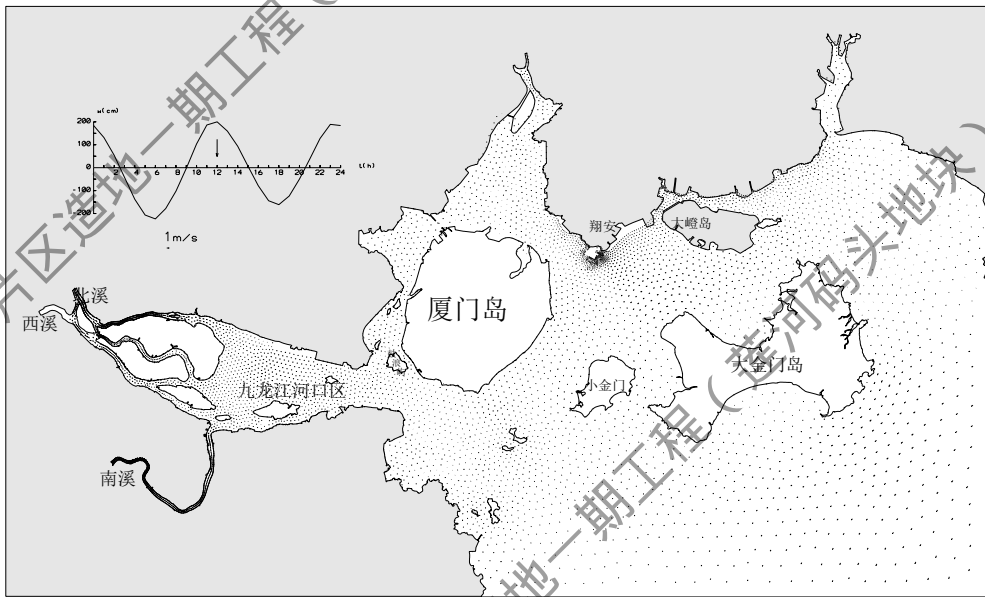 H(cm)
200
100
0
-100
-200
2
4
6
8
10
12
14
16
18
20
22
24
t(h)
1m/s
翔安
大嶝岛
厦门岛
北溪
西溪
九龙江河口区
小金门
大金门岛
南溪
片区造地一期工程（
地一期工程（莲河码头地块）